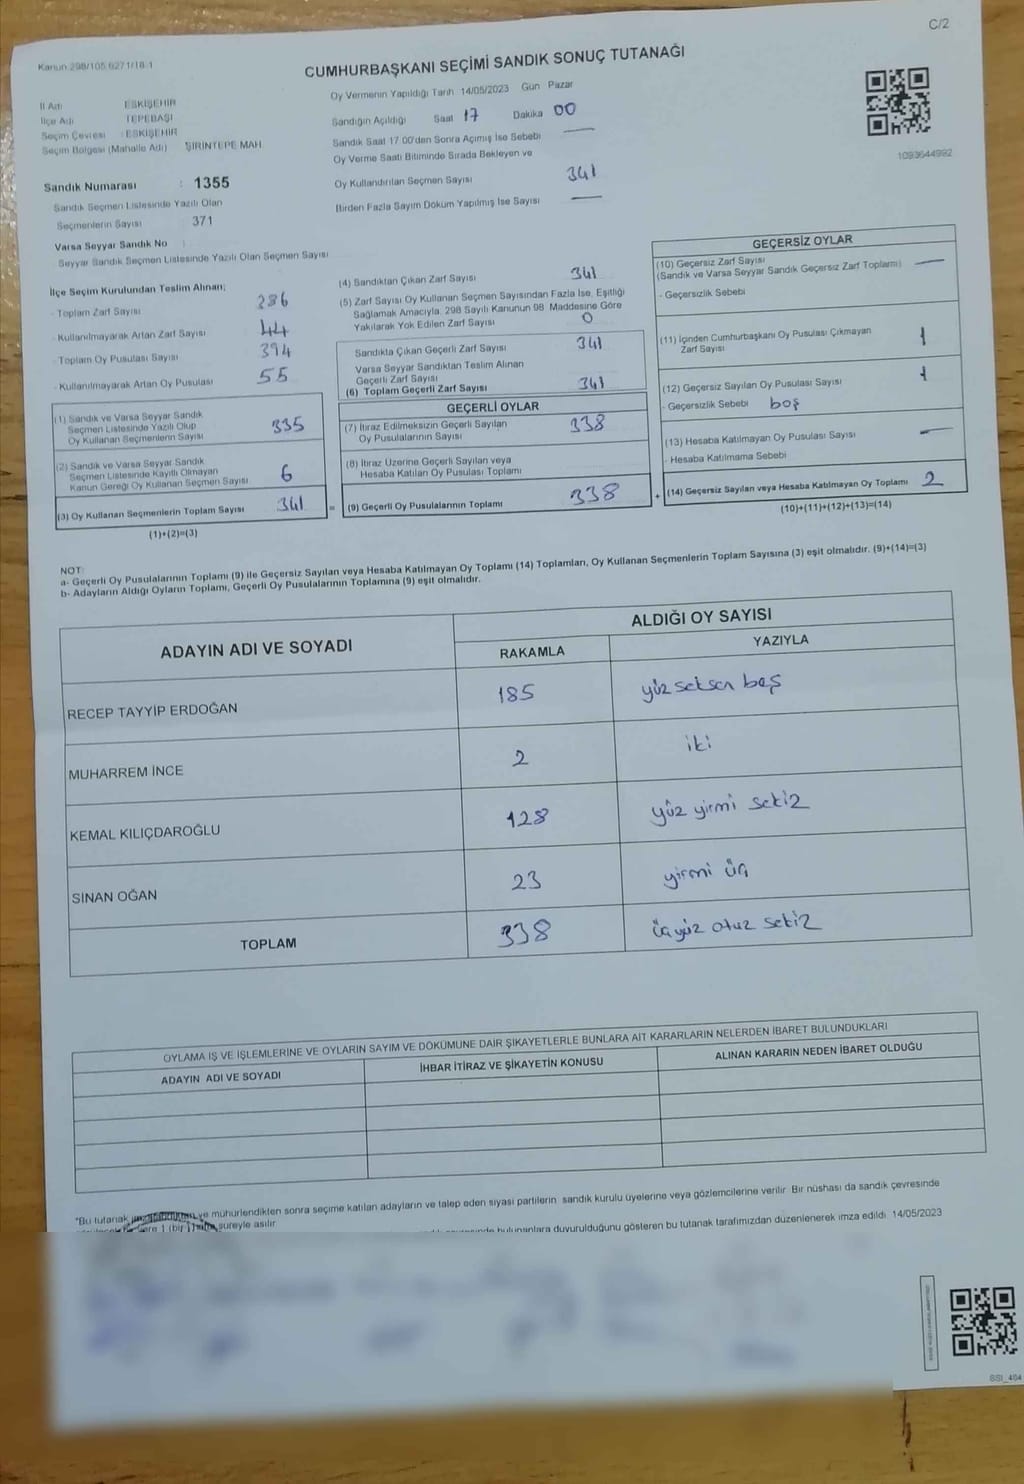 C/2
Kanun 298/105 6271/18 1
CUMHURBAŞKANI SEÇİMİ SANDIK SONUÇ TUTANAĞI
Oy Vermenin Yapıldığı Tarih 14/05/2023 Gün Pazar
İl Adı ESKİŞEHİR
İlçe Adı TEPEBAŞI
Seçim Çevresi : ESKİŞEHİR
Seçim Bölgesi (Mahalle Adı) ŞİRİNTEPE MAH.
Sandık Numarası : 1355
Sandık Seçmen Listesinde Yazılı Olan
Seçmenlerin Sayısı 371
Varsa Seyyar Sandık No :
Seyyar Sandık Seçmen Listesinde Yazılı Olan Seçmen Sayısı
Sandığın Açıldığı Saat 17 Dakika 00
Sandık Saat 17 00'den Sonra Açımış İse Sebebi —
Oy Verme Saati Bitiminde Sırada Bekleyen ve
Oy Kullandırılan Seçmen Sayısı 341
Birden Fazla Sayım Döküm Yapılmış İse Sayısı —
1093644992
İlçe Seçim Kurulundan Teslim Alınan;
- Toplam Zarf Sayısı 286
- Kullanılmayarak Artan Zarf Sayısı 44
- Toplam Oy Pusulası Sayısı 394
- Kullanılmayarak Artan Oy Pusulası 55
(1) Sandık ve Varsa Seyyar Sandık
Seçmen Listesinde Yazılı Olup
Oy Kullanan Seçmenlerin Sayısı 335
(2) Sandık ve Varsa Seyyar Sandık
Seçmen Listesinde Kayıtlı Olmayan
Kanun Gereği Oy Kullanan Seçmen Sayısı 6
(3) Oy Kullanan Seçmenlerin Toplam Sayısı 341
(1)+(2)=(3)
(4) Sandıktan Çıkan Zarf Sayısı 341
(5) Zarf Sayısı Oy Kullanan Seçmen Sayısından Fazla İse, Eşitliği
Sağlamak Amacıyla, 298 Sayılı Kanunun 98. Maddesine Göre
Yakılarak Yok Edilen Zarf Sayısı 0
Sandıkta Çıkan Geçerli Zarf Sayısı 341
Varsa Seyyar Sandıktan Teslim Alınan
Geçerli Zarf Sayısı
(6) Toplam Geçerli Zarf Sayısı 341
GEÇERLİ OYLAR
(7) İtiraz Edilmeksizin Geçerli Sayılan
Oy Pusulalarının Sayısı 338
(8) İtiraz Üzerine Geçerli Sayılan veya
Hesaba Katılan Oy Pusulası Toplamı
= (9) Geçerli Oy Pusulalarının Toplamı 338 +
GEÇERSİZ OYLAR
(10) Geçersiz Zarf Sayısı
(Sandık ve Varsa Seyyar Sandık Geçersiz Zarf Toplamı) —
- Geçersizlik Sebebi
(11) İçinden Cumhurbaşkanı Oy Pusulası Çıkmayan
Zarf Sayısı 1
(12) Geçersiz Sayılan Oy Pusulası Sayısı 1
- Geçersizlik Sebebi boş
(13) Hesaba Katılmayan Oy Pusulası Sayısı —
- Hesaba Katılmama Sebebi
(14) Geçersiz Sayılan veya Hesaba Katılmayan Oy Toplamı 2
(10)+(11)+(12)+(13)=(14)
NOT:
a- Geçerli Oy Pusulalarının Toplamı (9) ile Geçersiz Sayılan veya Hesaba Katılmayan Oy Toplamı (14) Toplamları, Oy Kullanan Seçmenlerin Toplam Sayısına (3) eşit olmalıdır. (9)+(14)=(3)
b- Adayların Aldığı Oyların Toplamı, Geçerli Oy Pusulalarının Toplamına (9) eşit olmalıdır.
ADAYIN ADI VE SOYADI
ALDIĞI OY SAYISI
RAKAMLA YAZIYLA
RECEP TAYYİP ERDOĞAN 185 yüz seksen beş
MUHARREM İNCE 2 iki
KEMAL KILIÇDAROĞLU 128 yüz yirmi sekiz
SİNAN OĞAN 23 yirmi üç
TOPLAM 338 üçyüz otuz sekiz
OYLAMA İŞ VE İŞLEMLERİNE VE OYLARIN SAYIM VE DÖKÜMÜNE DAİR ŞİKAYETLERLE BUNLARA AİT KARARLARIN NELERDEN İBARET BULUNDUKLARI
ADAYIN ADI VE SOYADI İHBAR İTİRAZ VE ŞİKAYETİN KONUSU ALINAN KARARIN NEDEN İBARET OLDUĞU
"Bu tutanak ve mühürlendikten sonra seçime katılan adayların ve talep eden siyasi partilerin sandık kurulu üyelerine veya gözlemcilerine verilir. Bir nüshası da sandık çevresinde
1 (bir) süreyle asılır.
bulunanlara duyurulduğunu gösteren bu tutanak tarafımızdan düzenlenerek imza edildi. 14/05/2023